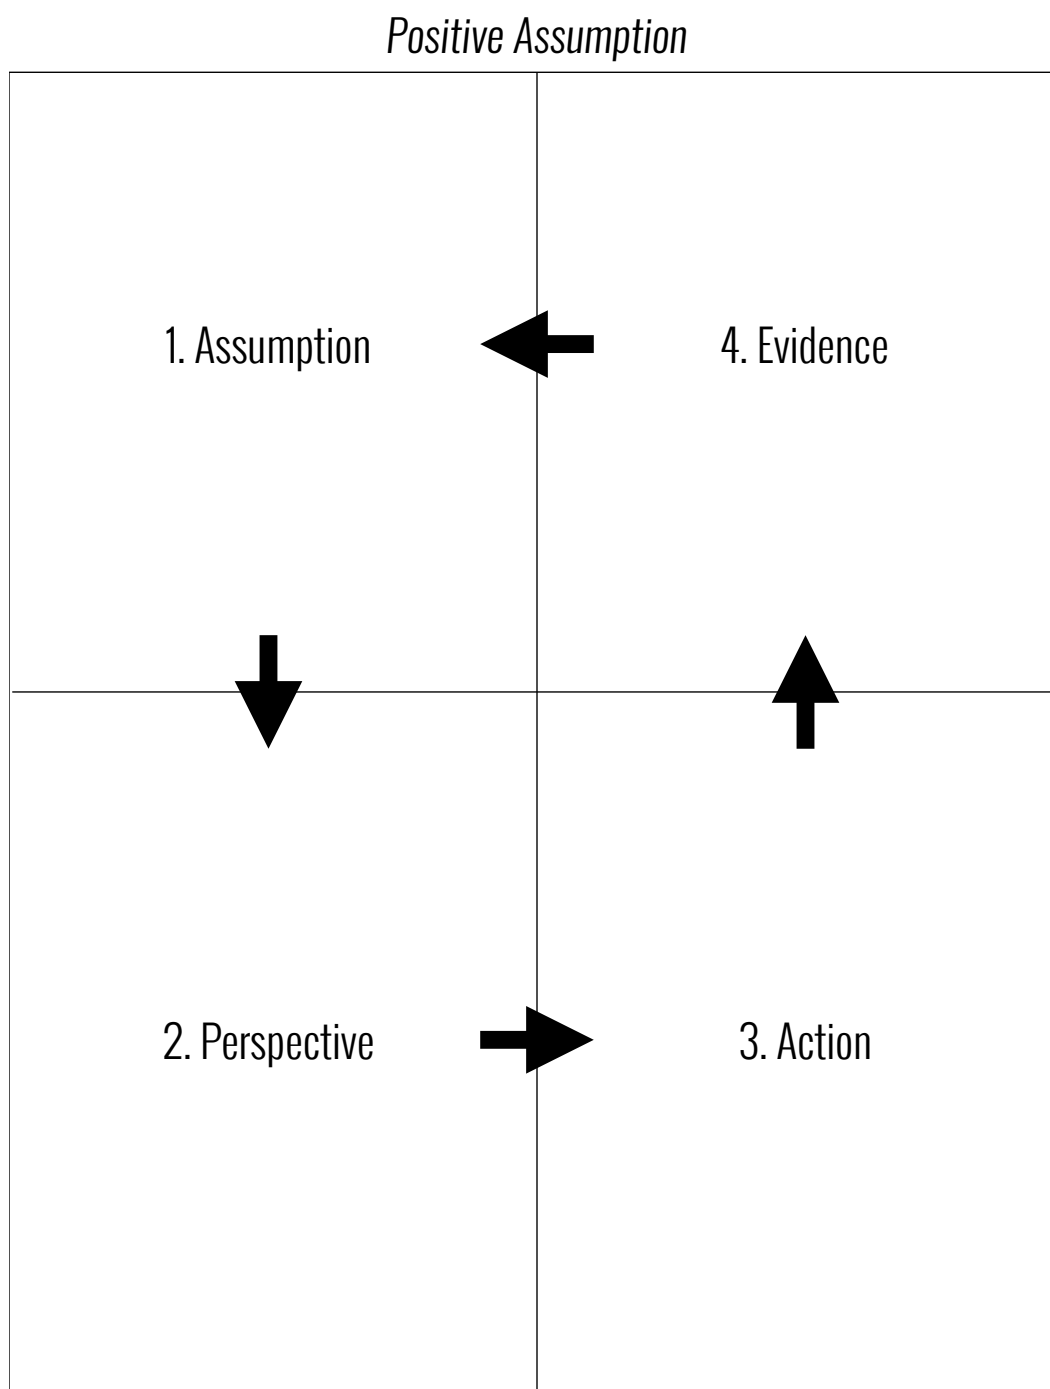 Positive Assumption
1. Assumption
4. Evidence
2. Perspective
3. Action